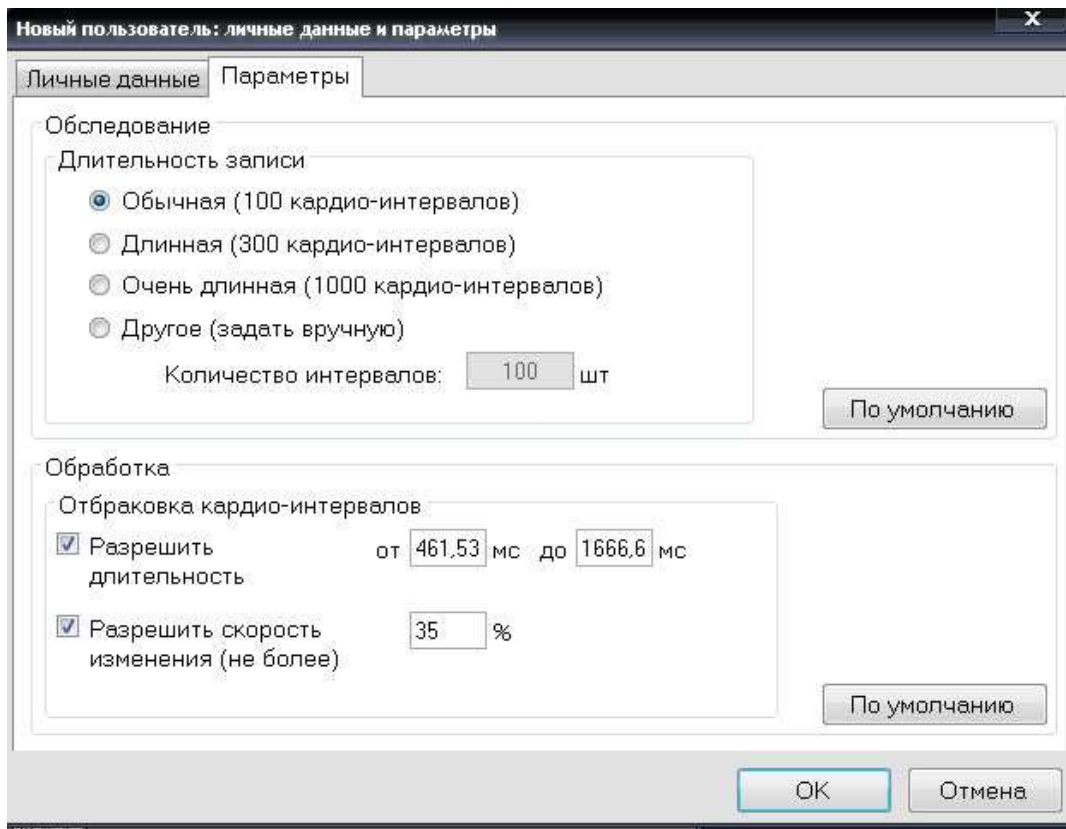 Новый пользователь: личные данные и параметры
x
Личные данные
Параметры
Обследование
Длительность записи
Обычная (100 кардио-интервалов)
Длинная (300 кардио-интервалов)
Очень длинная (1000 кардио-интервалов)
Другое (задать вручную)
Количество интервалов: 100 шт
По умолчанию
Обработка
Отбраковка кардио-интервалов
Разрешить от 461,53 мс до 1666,6 мс
длительность
Разрешить скорость 35 %
изменения (не более)
По умолчанию
OK
Отмена